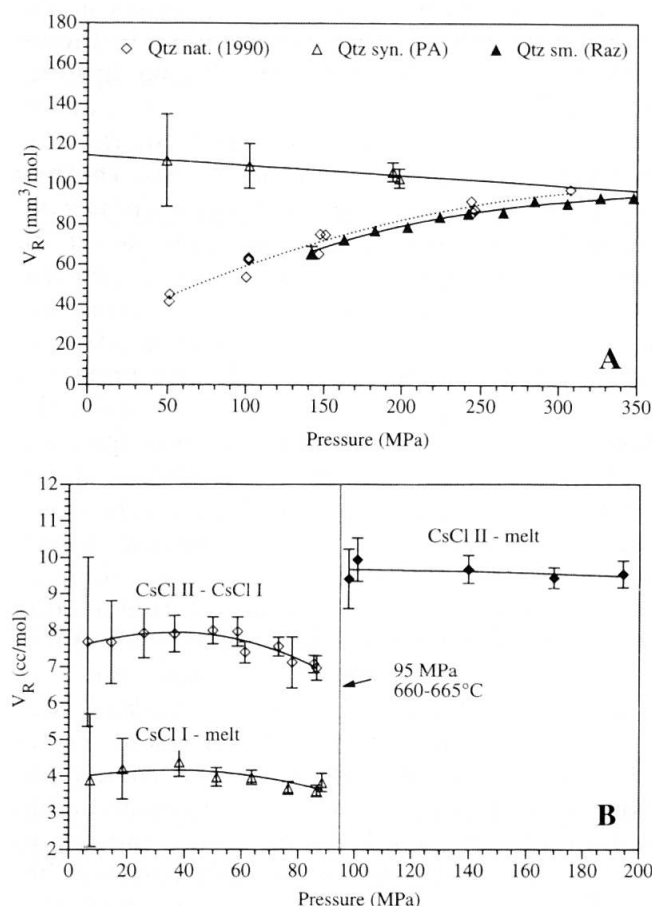 180
160
140
120
100
80
60
40
20
0
V_R (mm³/mol)
◇ Qtz nat. (1990) △ Qtz syn. (PA) ▲ Qtz sm. (Raz)
A
0 50 100 150 200 250 300 350
Pressure (MPa)
12
11
10
9
8
7
6
5
4
3
2
V_R (cc/mol)
CsCl II - melt
CsCl II - CsCl I
95 MPa
660-665°C
CsCl I - melt
B
0 20 40 60 80 100 120 140 160 180 200
Pressure (MPa)